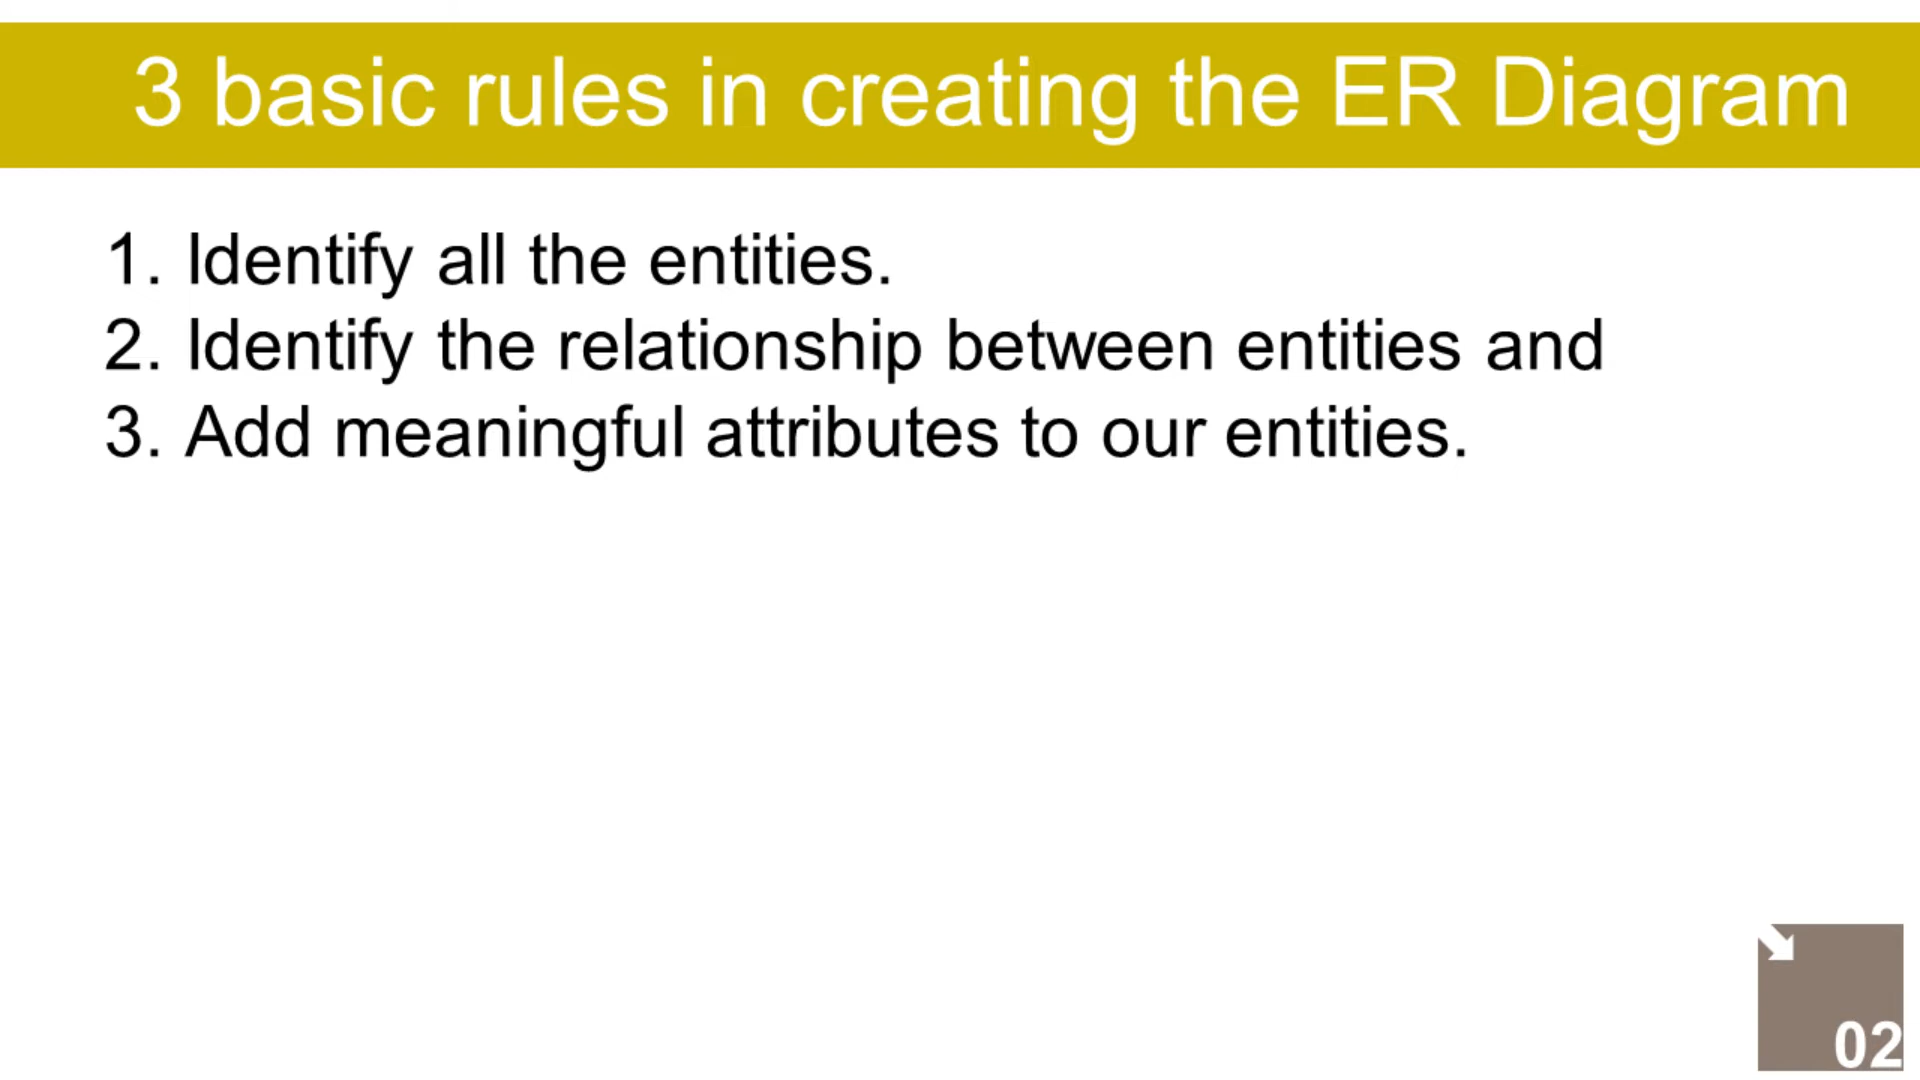 3 basic rules in creating the ER Diagram
1. Identify all the entities.
2. Identify the relationship between entities and
3. Add meaningful attributes to our entities.
02